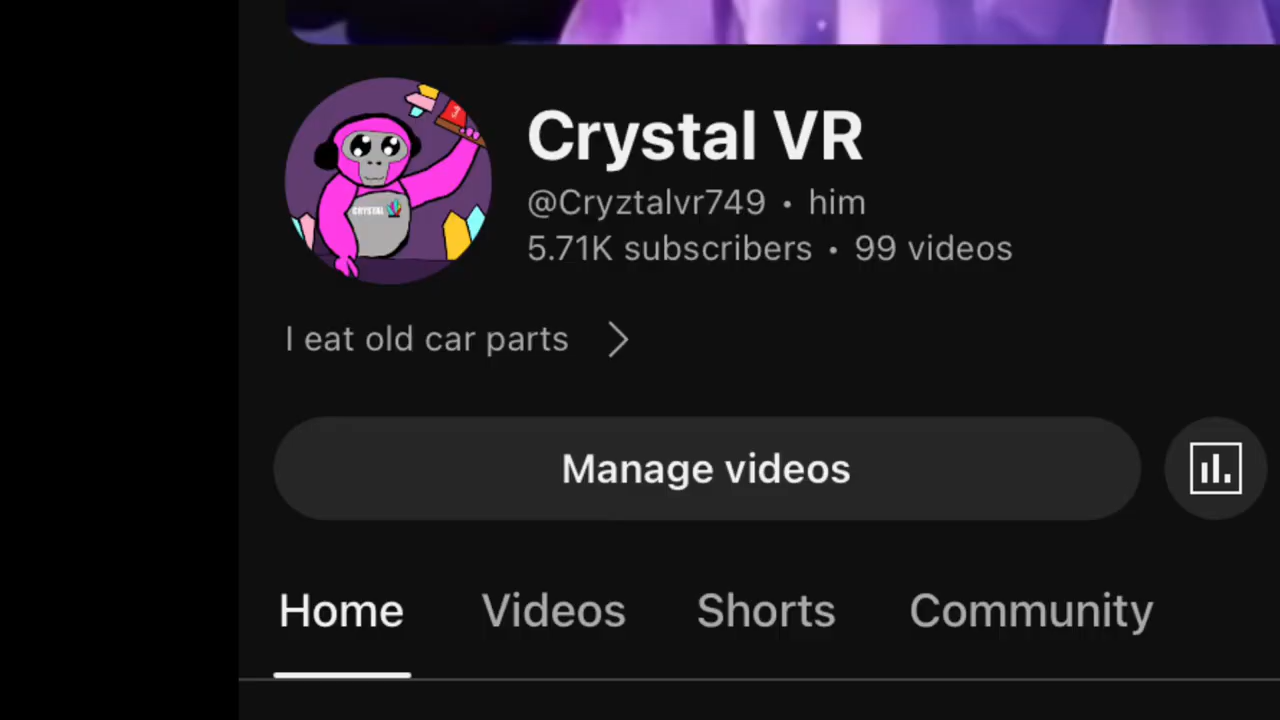 Crystal VR
@Cryztalvr749 • him
5.71K subscribers • 99 videos
CRYSTAL
I eat old car parts
Manage videos
Home Videos Shorts Community